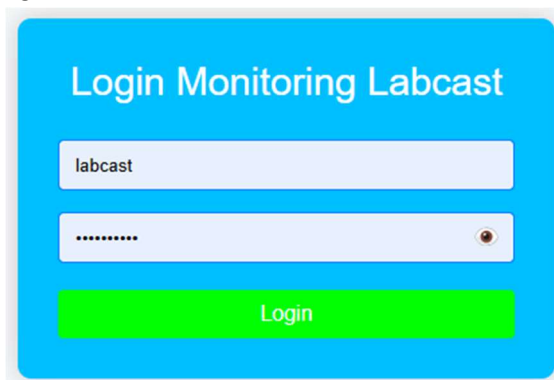 Login Monitoring Labcast
labcast
••••••••••
Login